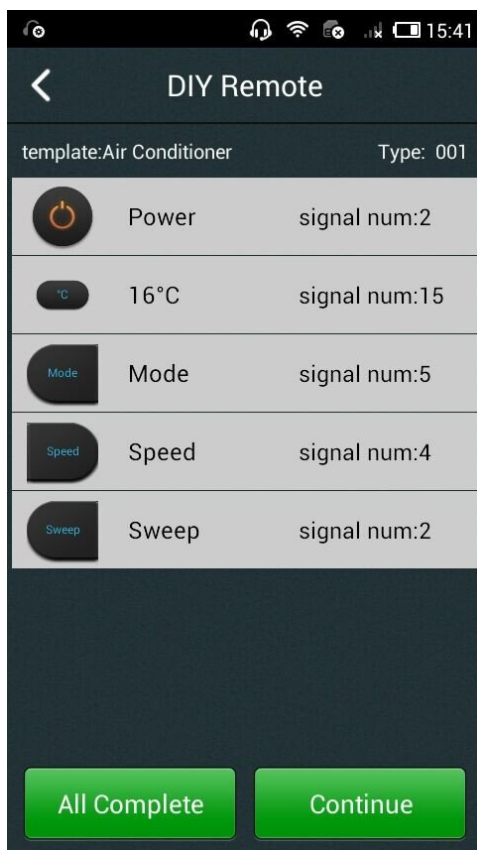 15:41
DIY Remote
template:Air Conditioner Type: 001
Power signal num:2
°C 16°C signal num:15
Mode Mode signal num:5
Speed Speed signal num:4
Sweep Sweep signal num:2
All Complete Continue